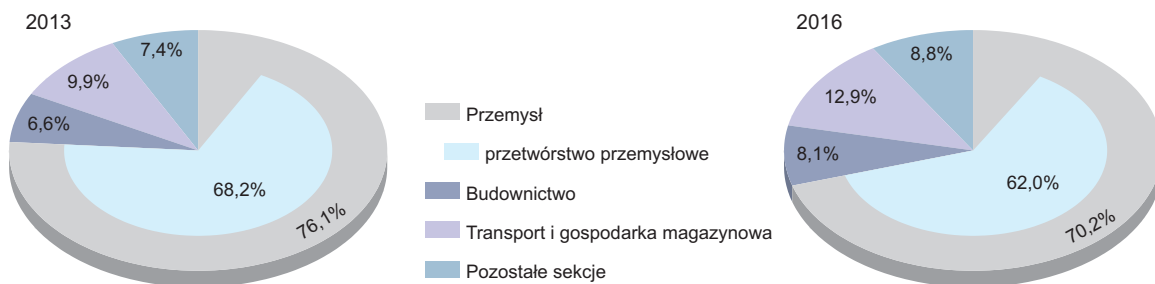 2013
7,4%
9,9%
6,6%
68,2%
76,1%
Przemysł
przetwórstwo przemysłowe
Budownictwo
Transport i gospodarka magazynowa
Pozostałe sekcje
2016
8,8%
12,9%
8,1%
62,0%
70,2%